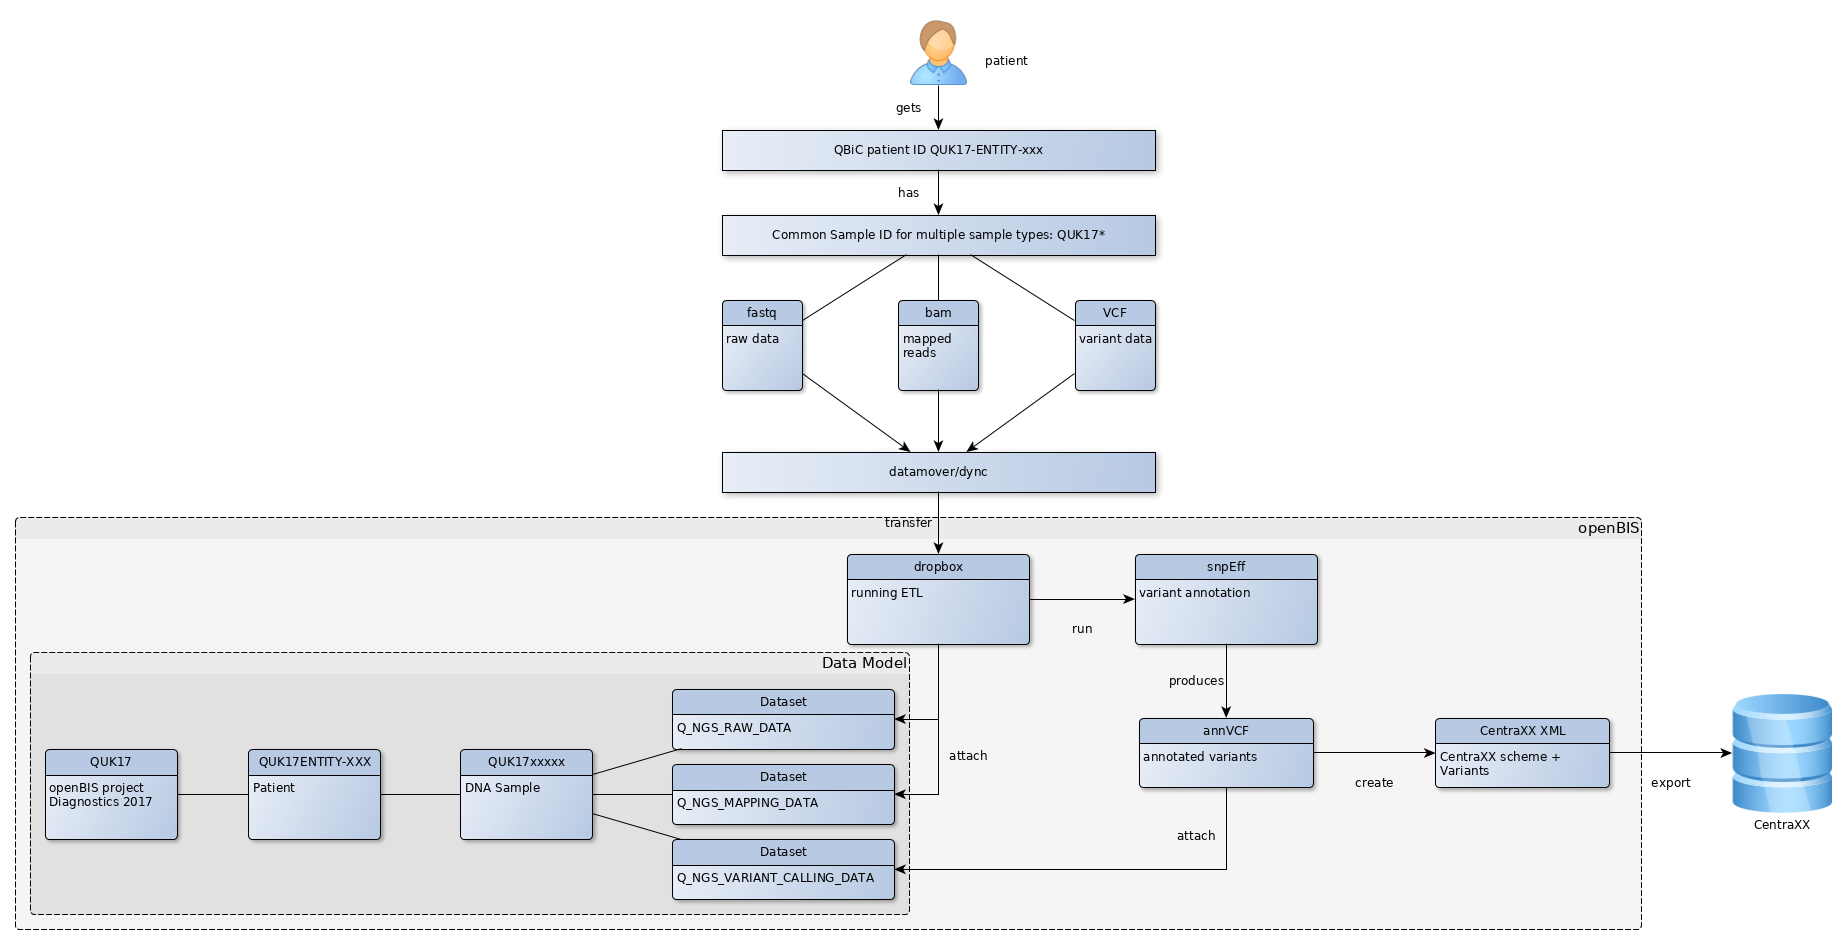 patient
gets
QBiC patient ID QUK17-ENTITY-xxx
has
Common Sample ID for multiple sample types: QUK17*
fastq
raw data
bam
mapped
reads
VCF
variant data
datamover/dync
transfer
openBIS
dropbox
running ETL
run
snpEff
variant annotation
Data Model
produces
Dataset
Q_NGS_RAW_DATA
attach
annVCF
annotated variants
create
CentraXX XML
CentraXX scheme +
Variants
export
CentraXX
QUK17
openBIS project
Diagnostics 2017
QUK17ENTITY-XXX
Patient
QUK17xxxxx
DNA Sample
Dataset
Q_NGS_MAPPING_DATA
attach
Dataset
Q_NGS_VARIANT_CALLING_DATA